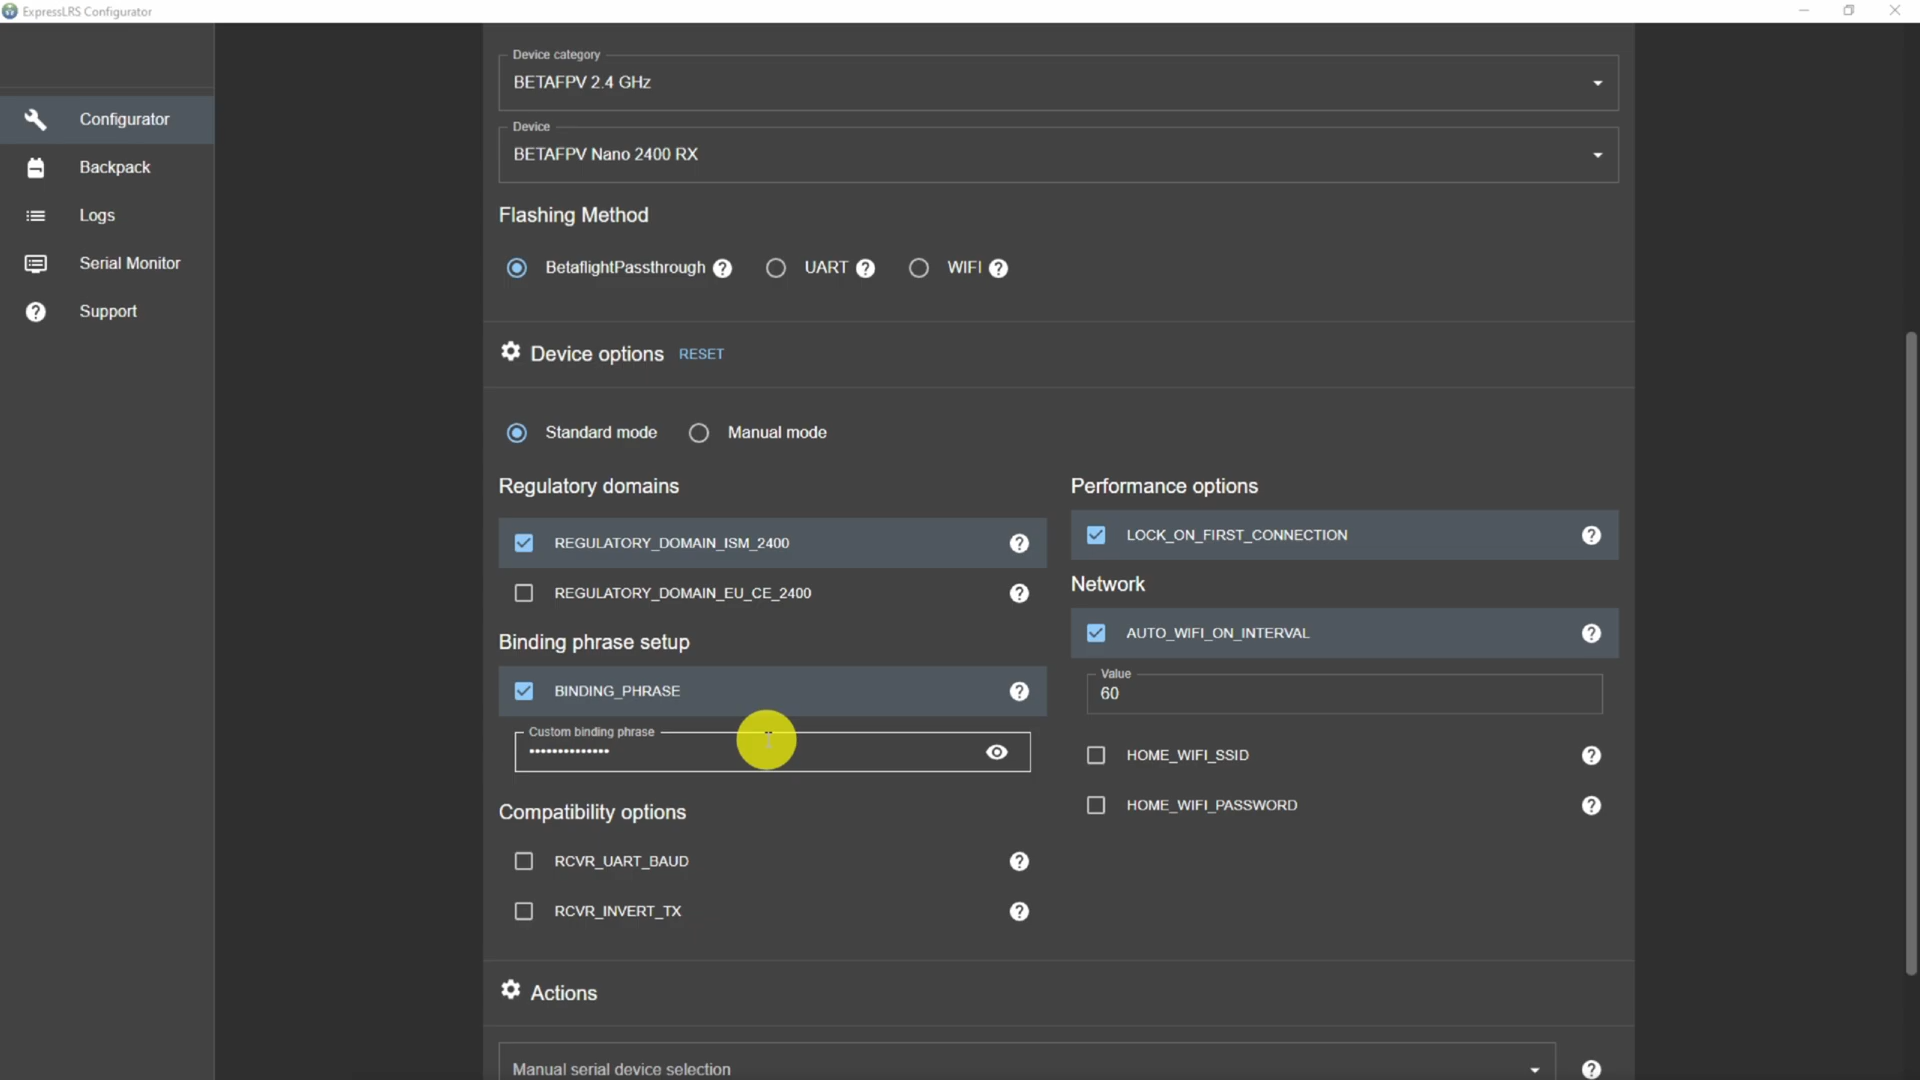 ExpressLRS Configurator
Configurator
Backpack
Logs
Serial Monitor
Support
Device category
BETAFPV 2.4 GHz
Device
BETAFPV Nano 2400 RX
Flashing Method
BetaflightPassthrough
UART
WIFI
Device options RESET
Standard mode
Manual mode
Regulatory domains
REGULATORY_DOMAIN_ISM_2400
REGULATORY_DOMAIN_EU_CE_2400
Binding phrase setup
BINDING_PHRASE
Custom binding phrase
••••••••••••••
Compatibility options
RCVR_UART_BAUD
RCVR_INVERT_TX
Performance options
LOCK_ON_FIRST_CONNECTION
Network
AUTO_WIFI_ON_INTERVAL
Value
60
HOME_WIFI_SSID
HOME_WIFI_PASSWORD
Actions
Manual serial device selection